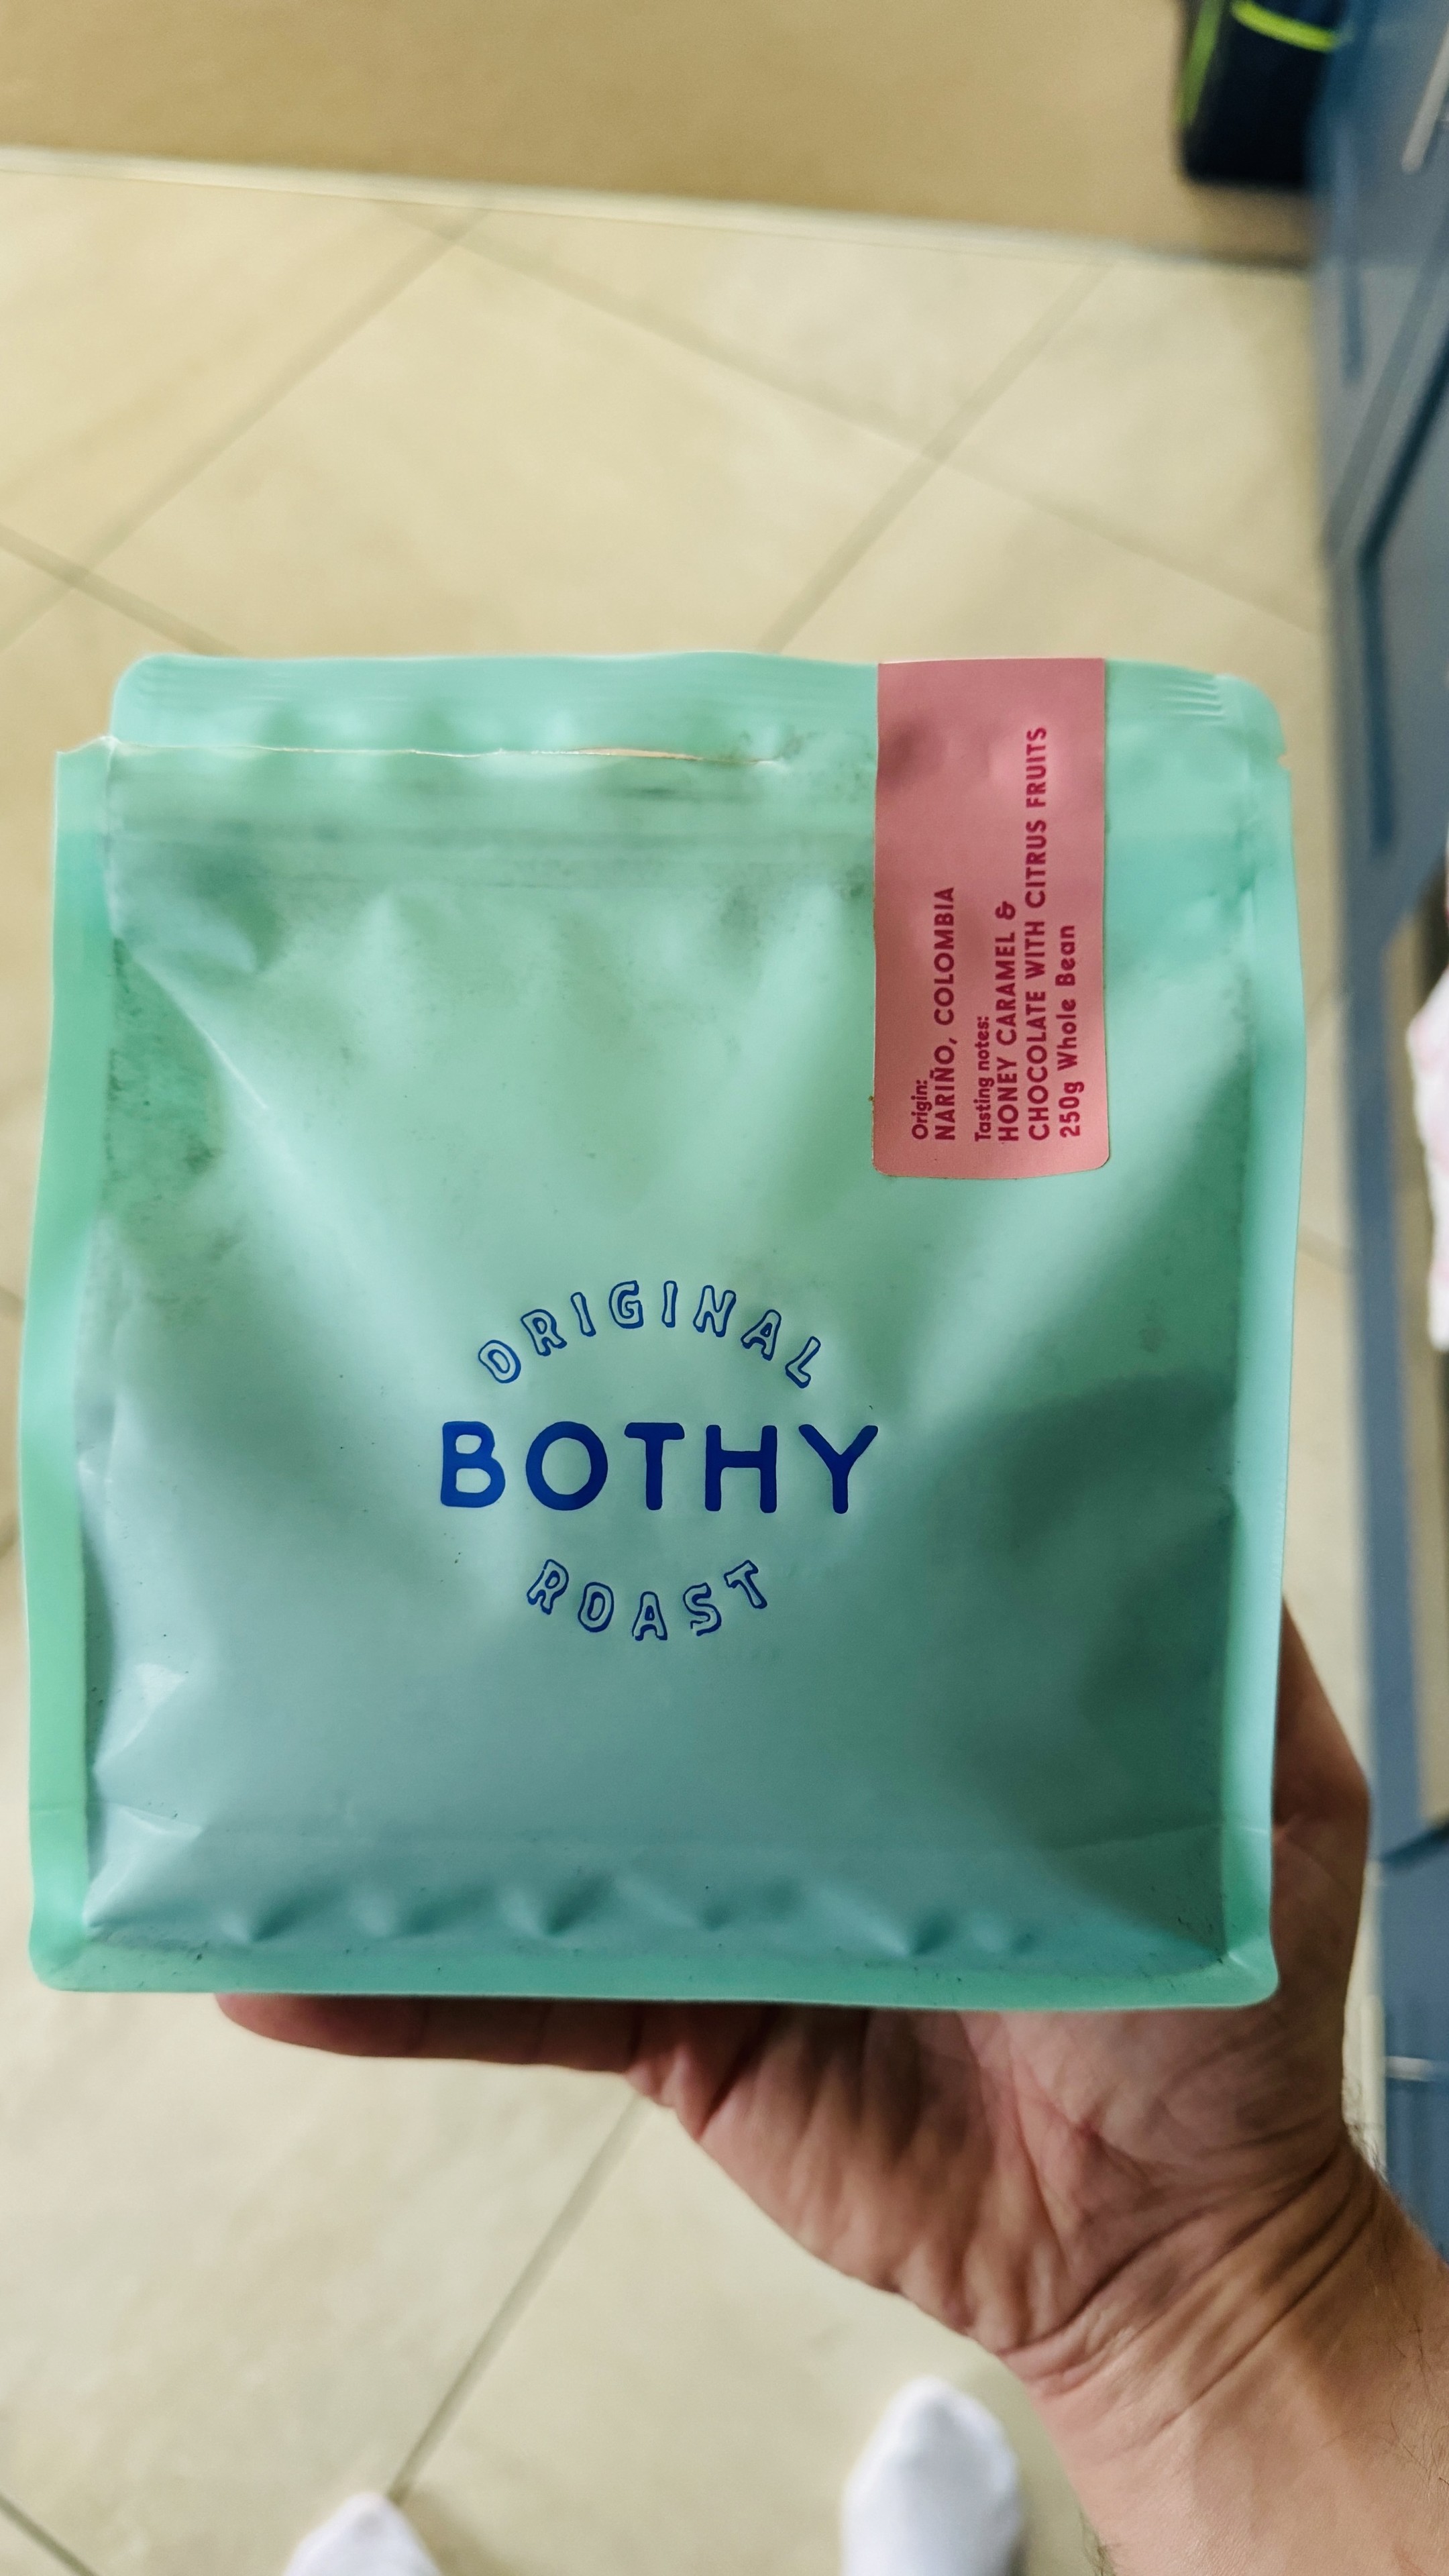 Origin:
NARIÑO, COLOMBIA
Tasting notes:
HONEY CARAMEL &
CHOCOLATE WITH CITRUS FRUITS
250g Whole Bean
ORIGINAL
BOTHY
ROAST